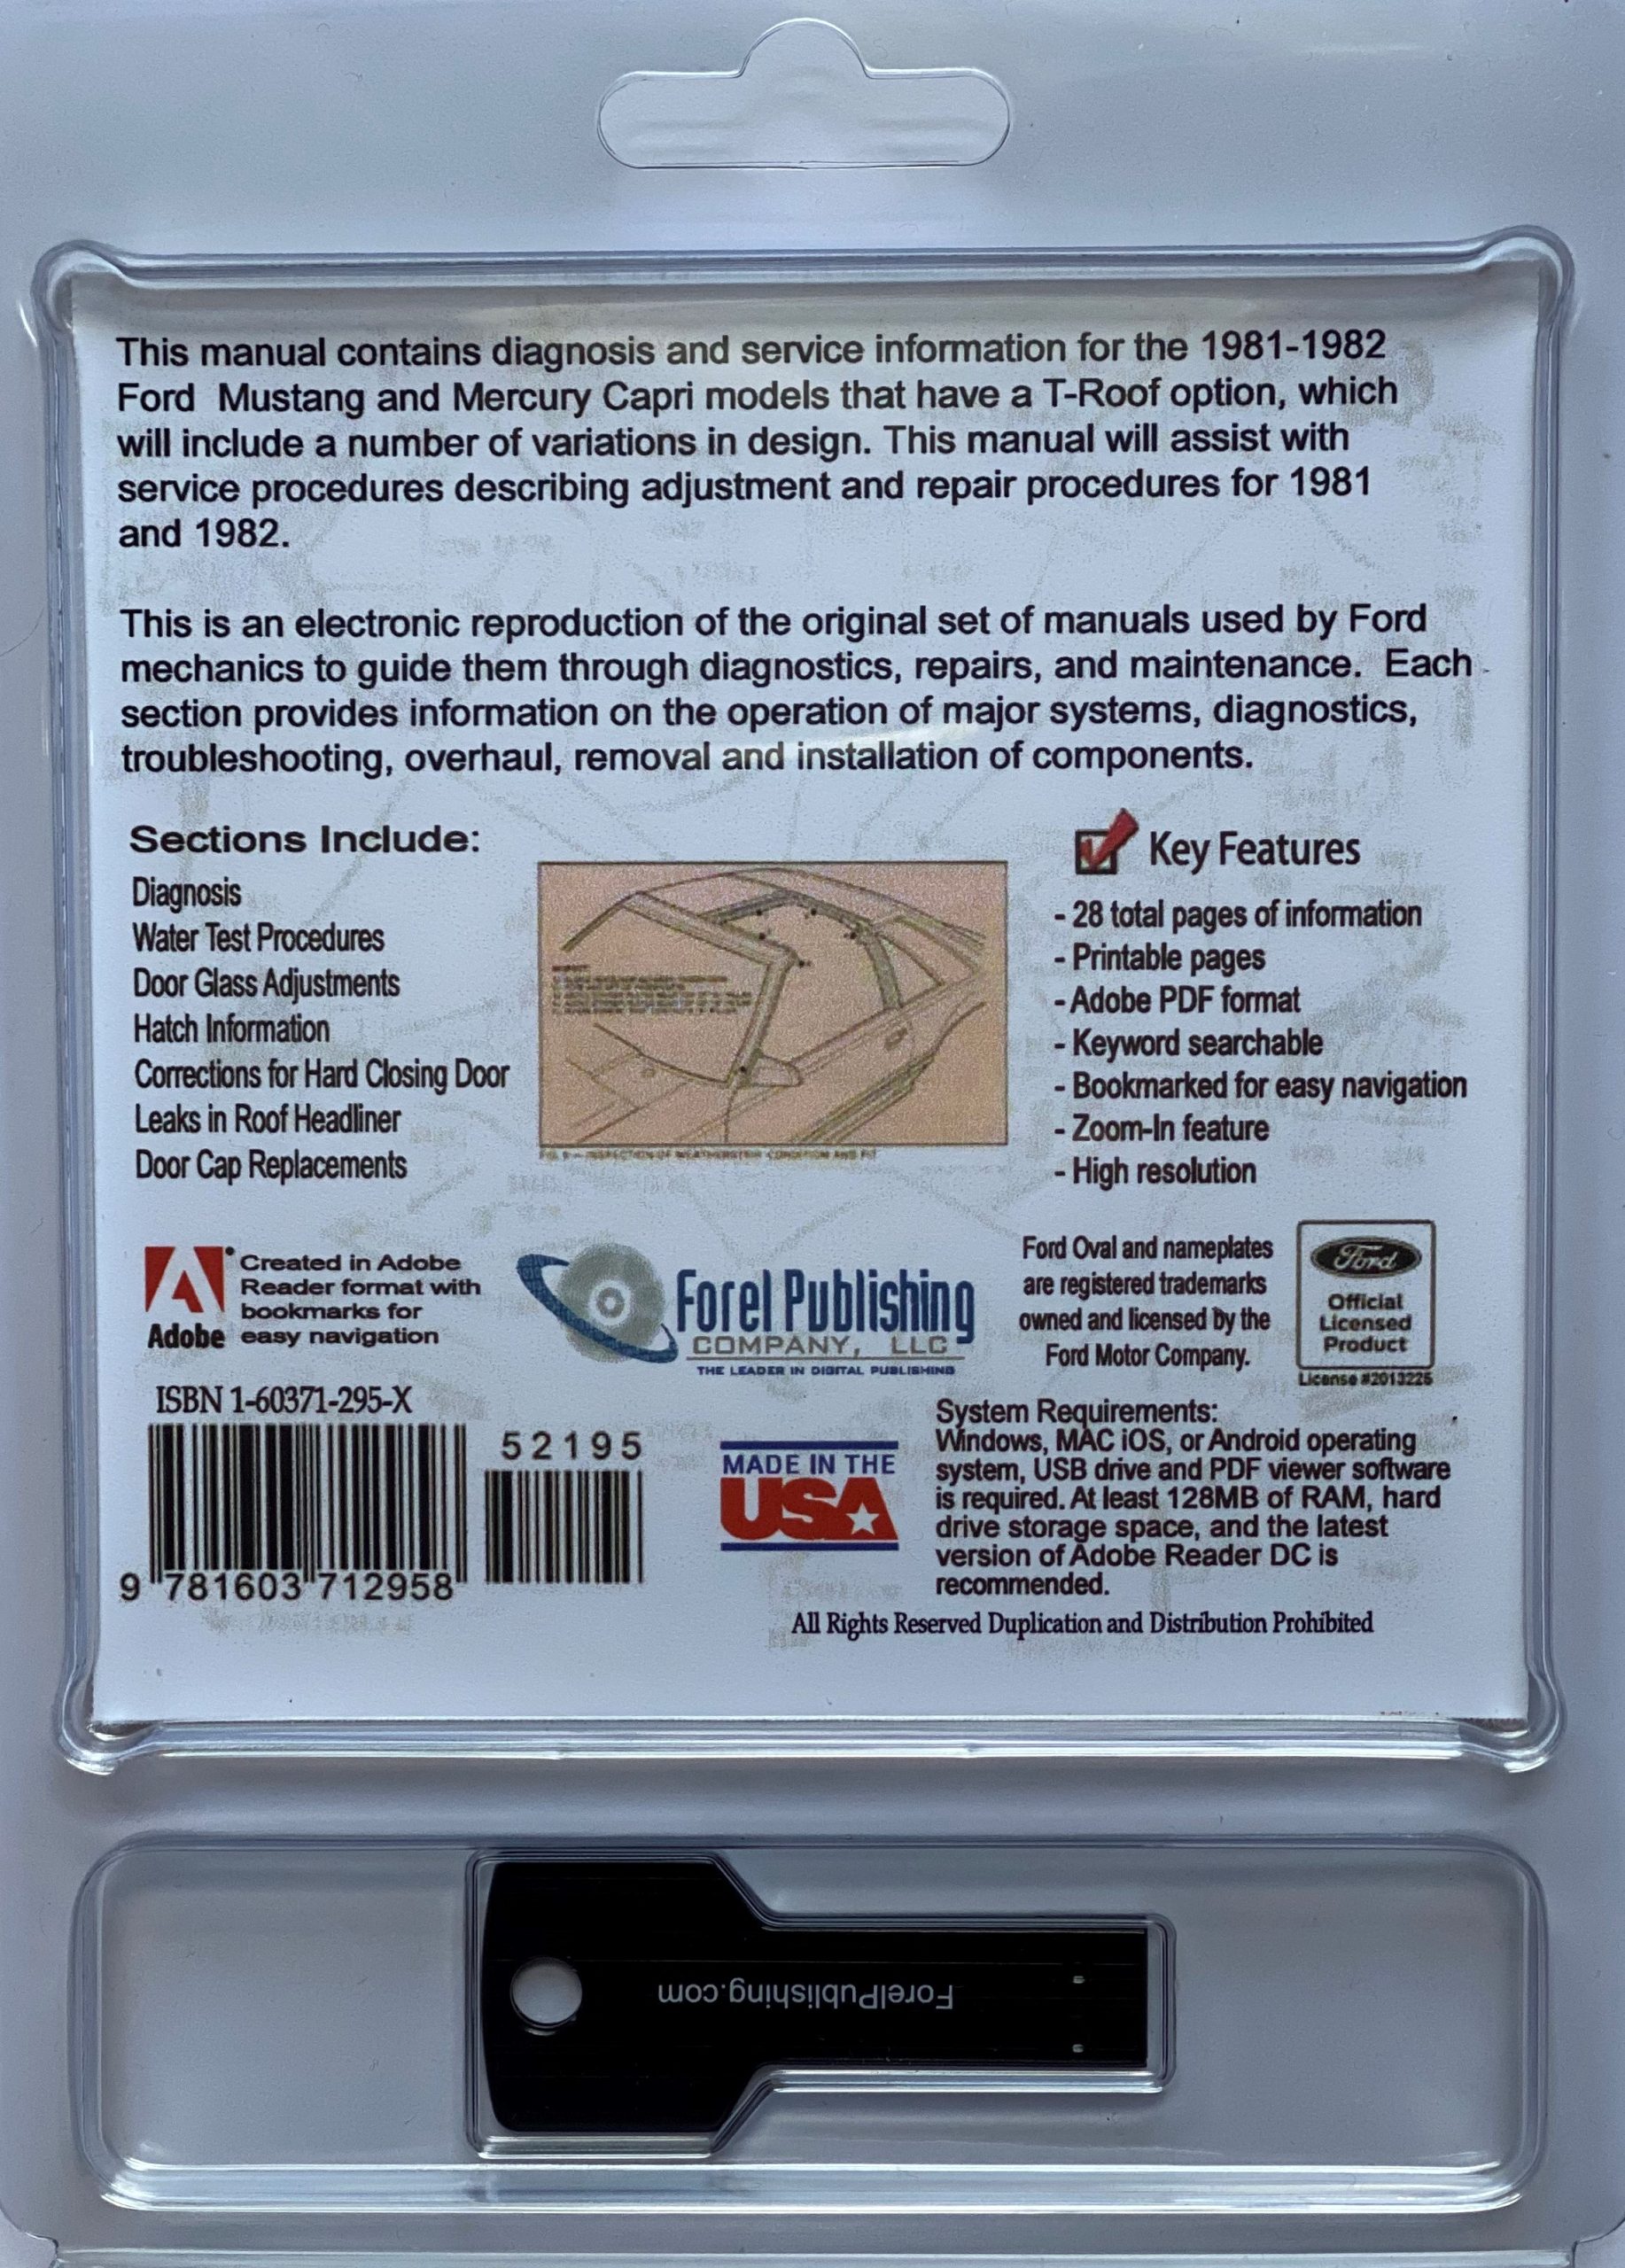 This manual contains diagnosis and service information for the 1981-1982
Ford Mustang and Mercury Capri models that have a T-Roof option, which
will include a number of variations in design. This manual will assist with
service procedures describing adjustment and repair procedures for 1981
and 1982.
This is an electronic reproduction of the original set of manuals used by Ford
mechanics to guide them through diagnostics, repairs, and maintenance. Each
section provides information on the operation of major systems, diagnostics,
troubleshooting, overhaul, removal and installation of components.
Sections Include:
Diagnosis
Water Test Procedures
Door Glass Adjustments
Hatch Information
Corrections for Hard Closing Door
Leaks in Roof Headliner
Door Cap Replacements
INSPECTION OF WEATHERSTRIP CONDITION AND FIT
Key Features
- 28 total pages of information
- Printable pages
- Adobe PDF format
- Keyword searchable
- Bookmarked for easy navigation
- Zoom-In feature
- High resolution
Created in Adobe
Reader format with
bookmarks for
easy navigation
Adobe
Forel Publishing
COMPANY, LLC
THE LEADER IN DIGITAL PUBLISHING
Ford Oval and nameplates
are registered trademarks
owned and licensed by the
Ford Motor Company.
Ford
Official
Licensed
Product
License #2013225
ISBN 1-60371-295-X
52195
9 781603 712958
MADE IN THE
USA
System Requirements:
Windows, MAC iOS, or Android operating
system, USB drive and PDF viewer software
is required. At least 128MB of RAM, hard
drive storage space, and the latest
version of Adobe Reader DC is
recommended.
All Rights Reserved Duplication and Distribution Prohibited
ForelPublishing.com